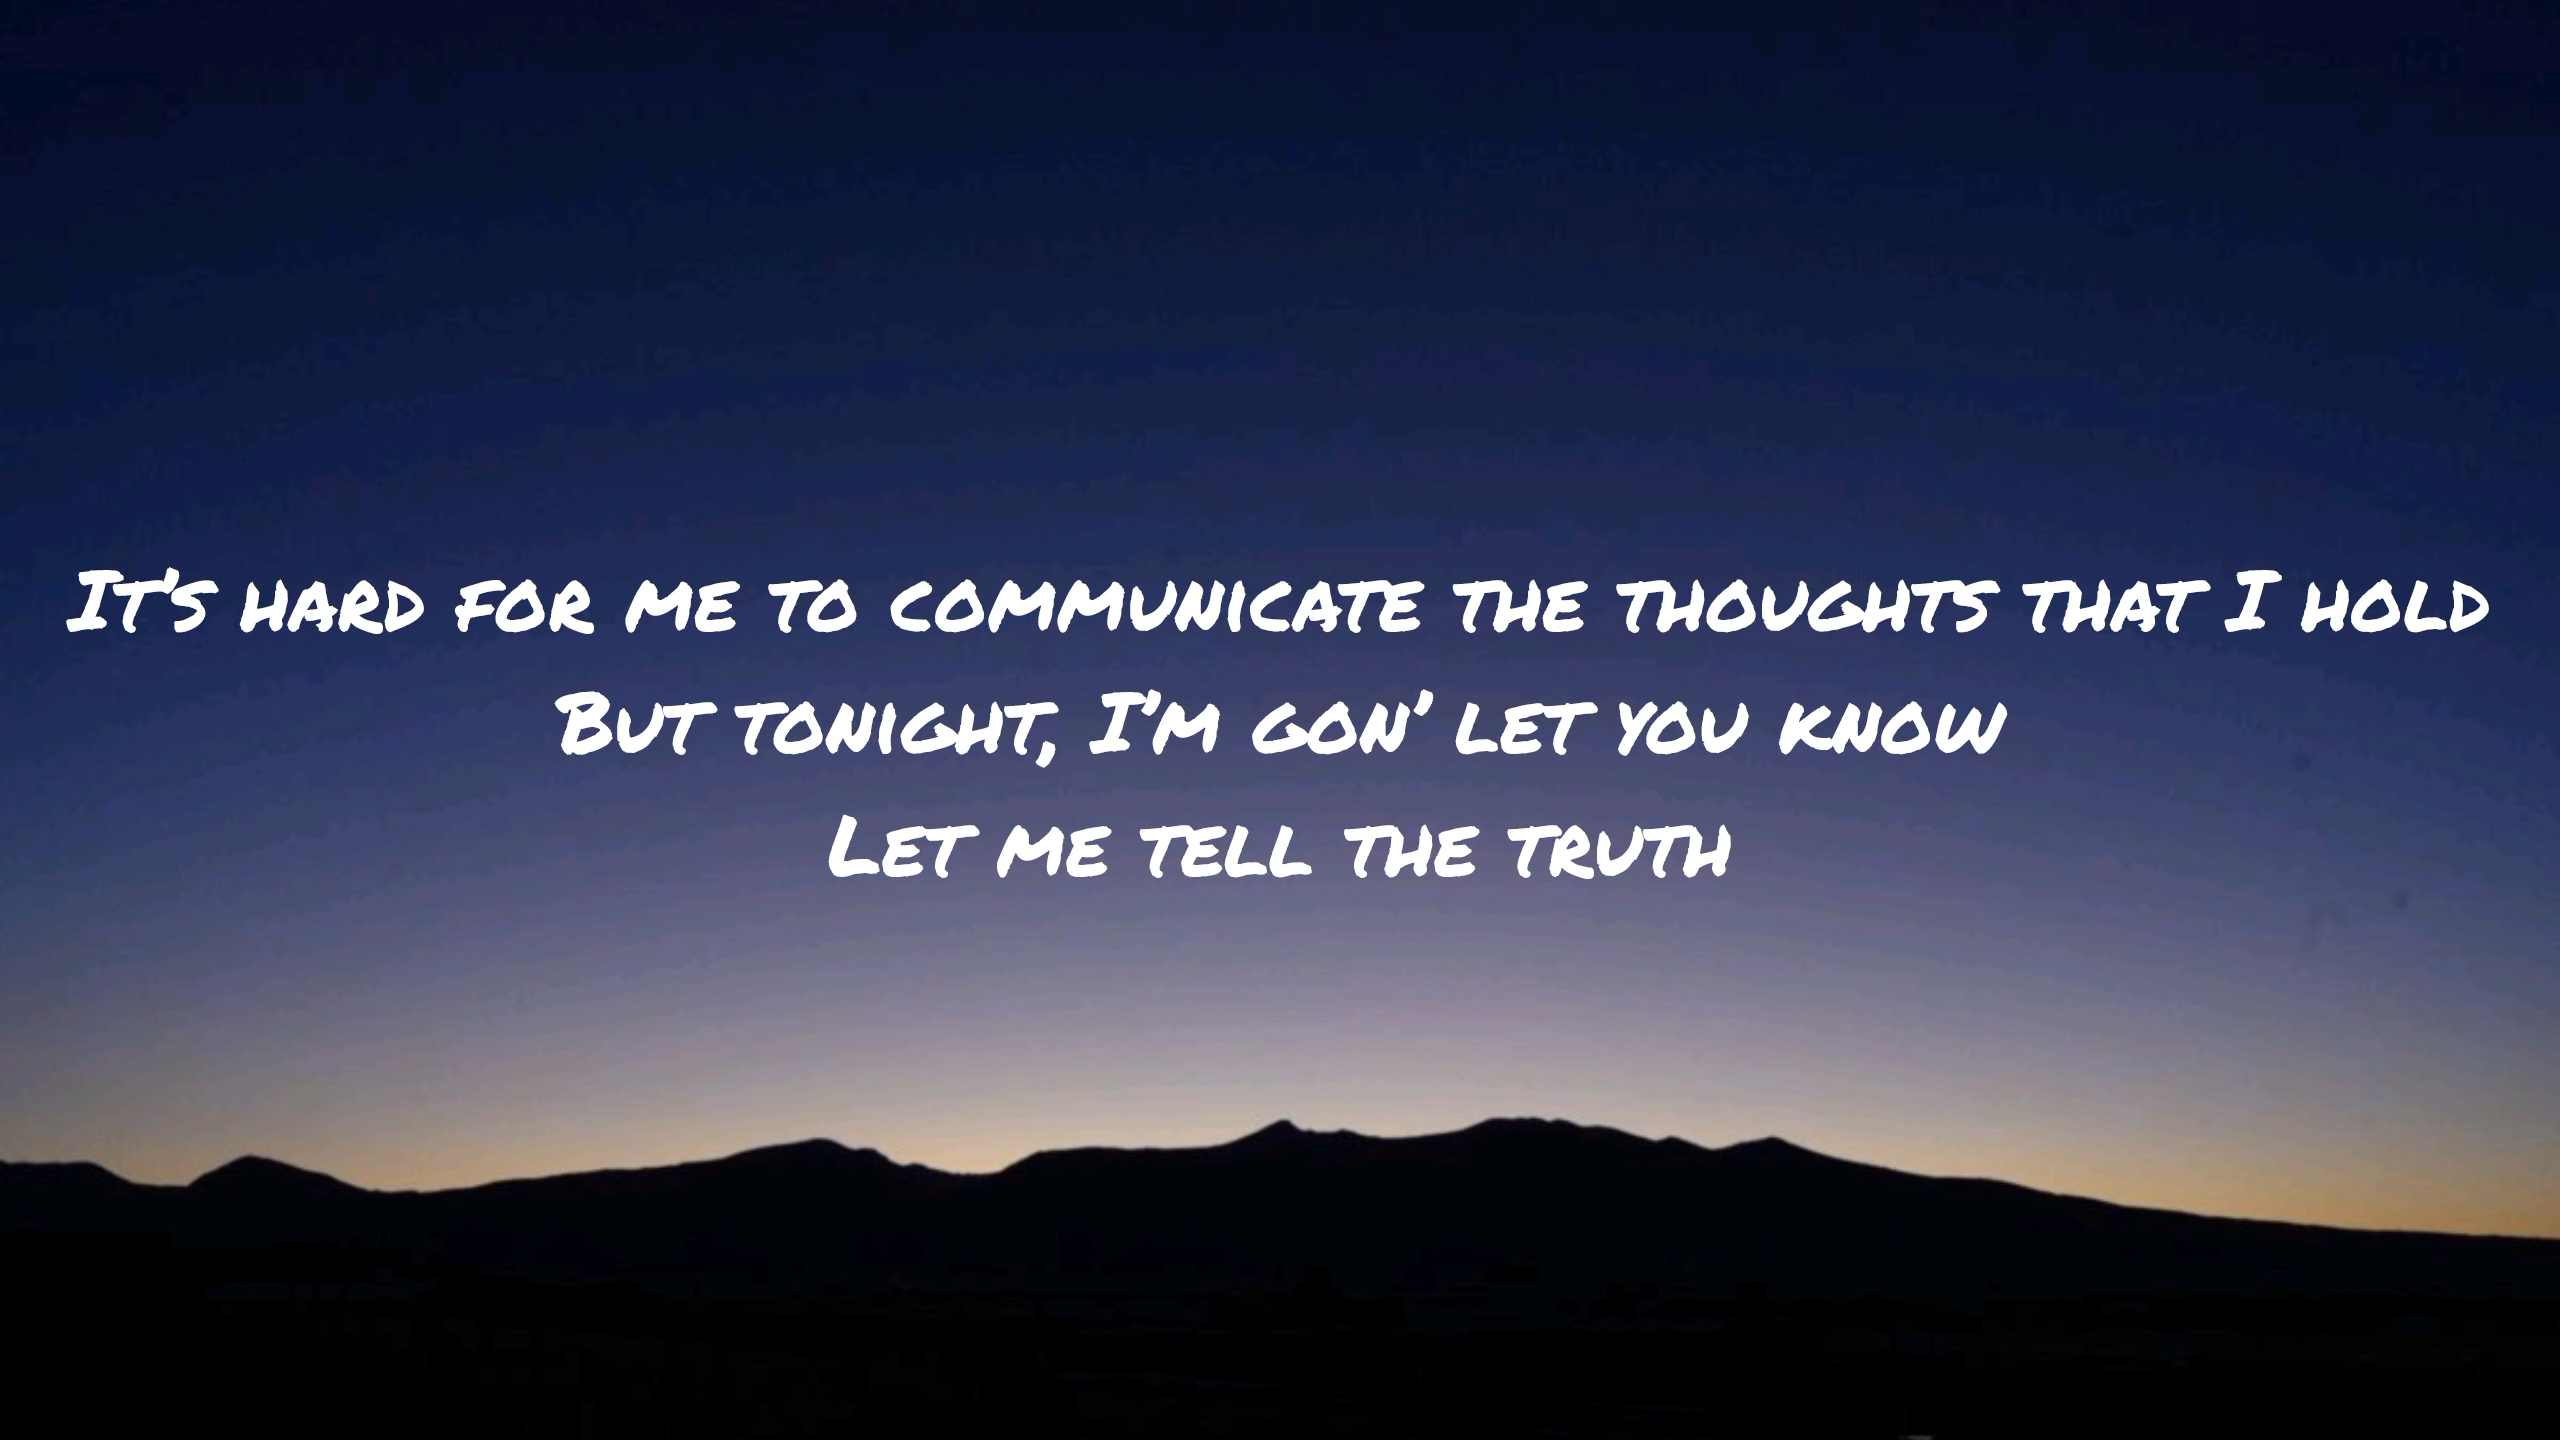 It's hard for me to communicate the thoughts that I hold
But tonight, I'm gon' let you know
Let me tell the truth